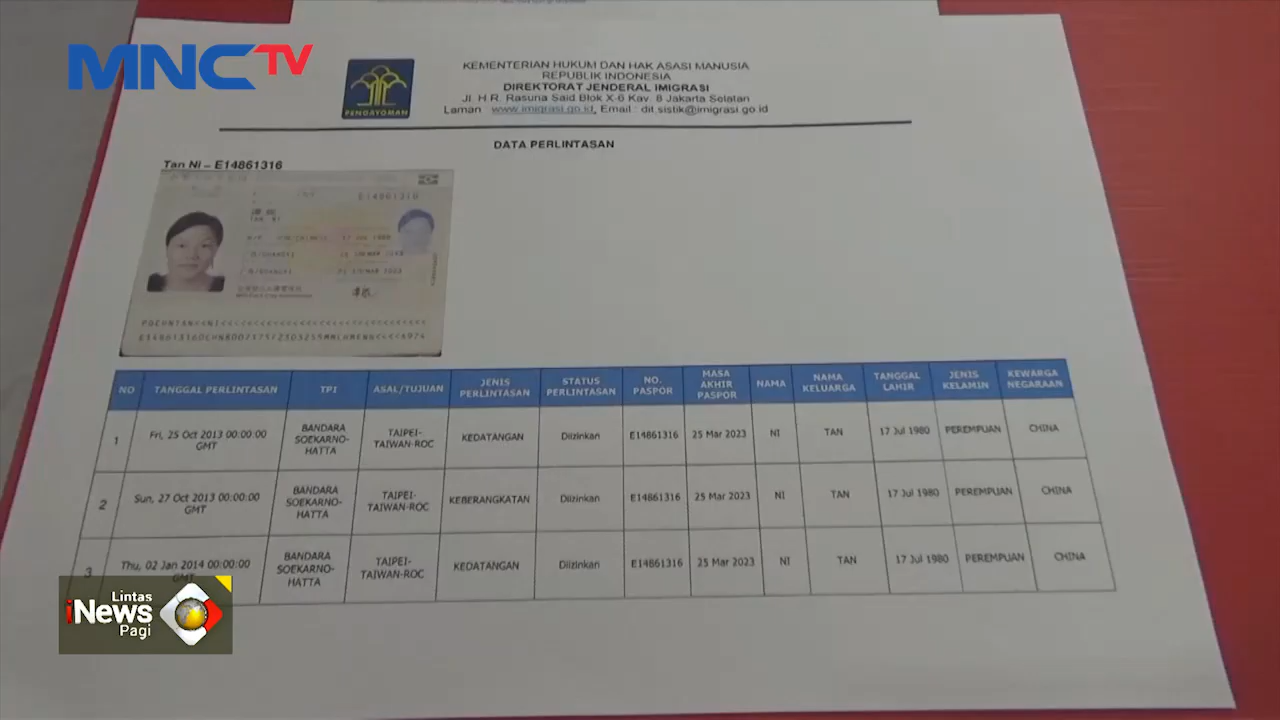 MNCTV
KEMENTERIAN HUKUM DAN HAK ASASI MANUSIA
REPUBLIK INDONESIA
DIREKTORAT JENDERAL IMIGRASI
Jl. H.R. Rasuna Said Blok X-6 Kav. 8 Jakarta Selatan
Laman : www.imigrasi.go.id, Email : dit.sistik@imigrasi.go.id
PENGAYOMAN
DATA PERLINTASAN
Tan Ni – E14861316
E14861316
NO TANGGAL PERLINTASAN TPI ASAL/TUJUAN JENIS PERLINTASAN STATUS PERLINTASAN NO. PASPOR MASA AKHIR PASPOR NAMA NAMA KELUARGA TANGGAL LAHIR JENIS KELAMIN KEWARGA NEGARAAN
1 Fri, 25 Oct 2013 00:00:00 GMT BANDARA SOEKARNO-HATTA TAIPEI-TAIWAN-ROC KEDATANGAN Diizinkan E14861316 25 Mar 2023 NI TAN 17 Jul 1980 PEREMPUAN CHINA
2 Sun, 27 Oct 2013 00:00:00 GMT BANDARA SOEKARNO-HATTA TAIPEI-TAIWAN-ROC KEBERANGKATAN Diizinkan E14861316 25 Mar 2023 NI TAN 17 Jul 1980 PEREMPUAN CHINA
3 Thu, 02 Jan 2014 00:00:00 GMT BANDARA SOEKARNO-HATTA TAIPEI-TAIWAN-ROC KEDATANGAN Diizinkan E14861316 25 Mar 2023 NI TAN 17 Jul 1980 PEREMPUAN CHINA
Lintas
iNews
Pagi